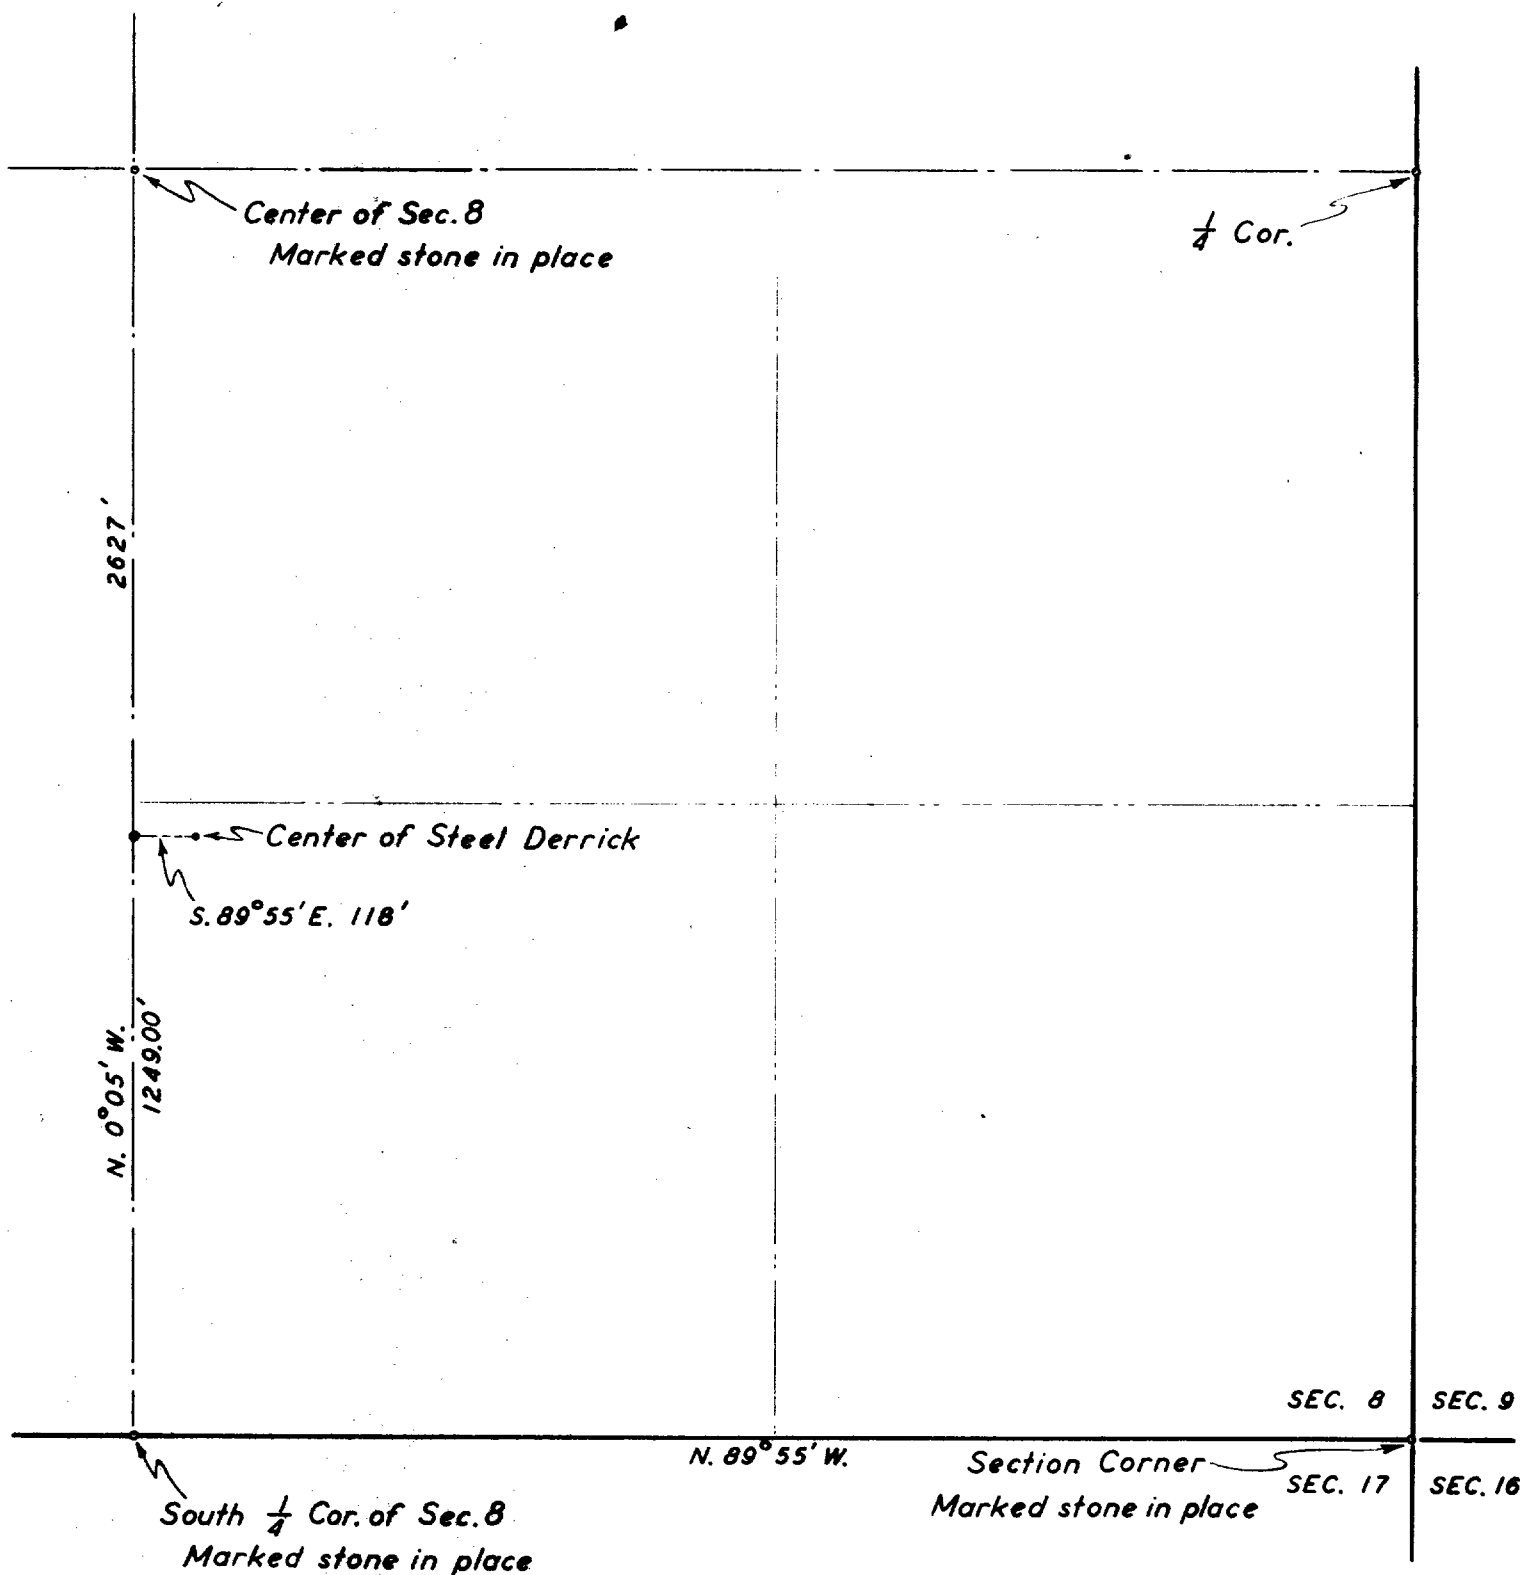 Center of Sec. 8
Marked stone in place
1/4 Cor.
2627'
Center of Steel Derrick
S. 89°55' E. 118'
N. 0°05' W.
1249.00'
SEC. 8
SEC. 9
N. 89°55' W.
Section Corner
Marked stone in place
SEC. 17
SEC. 16
South 1/4 Cor. of Sec. 8
Marked stone in place